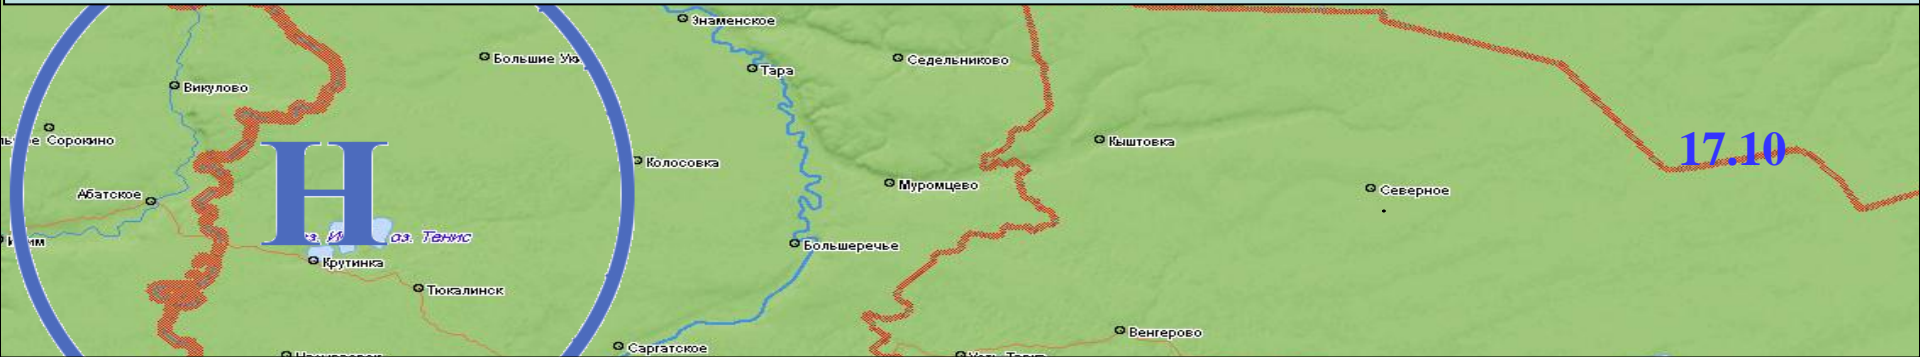 Знаменское
Большие Ук
Седельниково
Тара
Викулово
Сорокино
Кыштовка
17.10
Н
Колосовка
Абатское
Муромцево
Северное
оз. Тенис
Большеречье
Крутинка
Тюкалинск
Венгерово
Саргатское